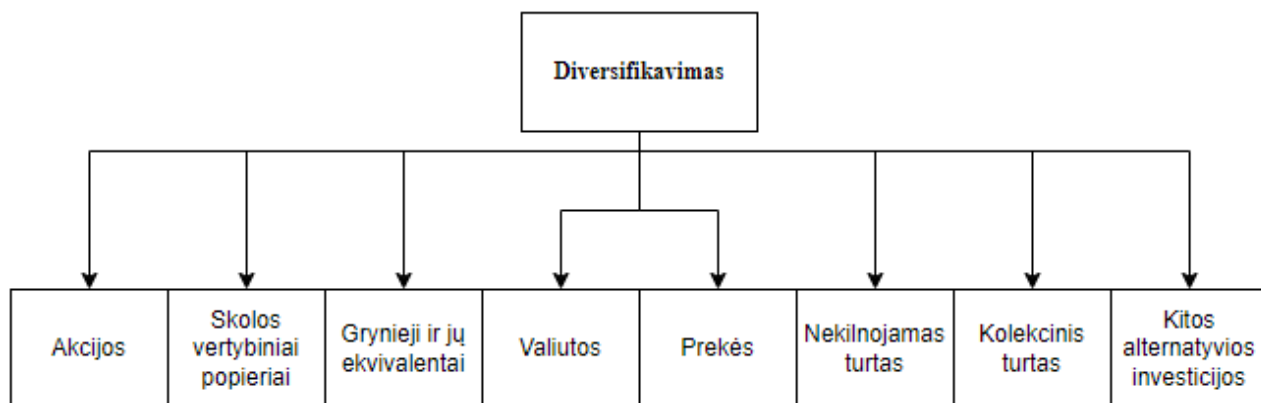 Diversifikavimas
Akcijos
Skolos
vertybiniai
popieriai
Grynieji ir jų
ekvivalentai
Valiutos
Prekės
Nekilnojamas
turtas
Kolekcinis
turtas
Kitos
alternatyvios
investicijos